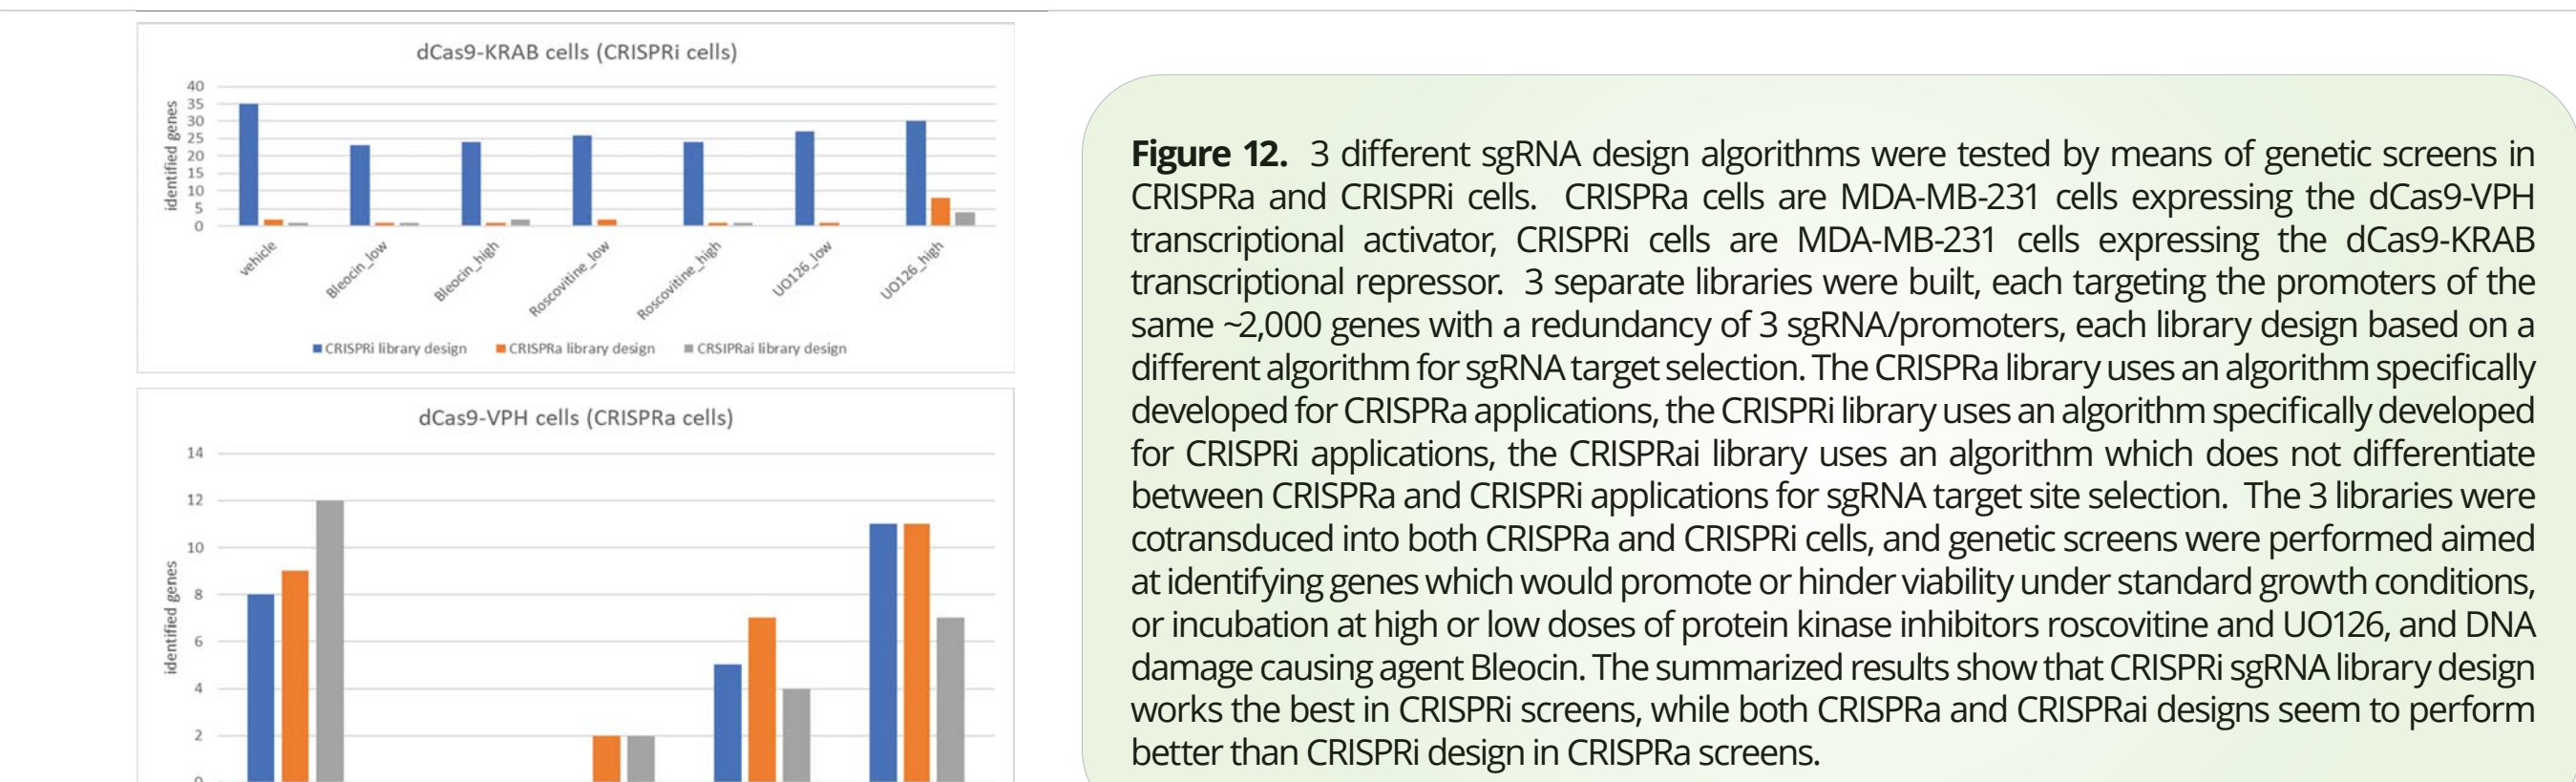 dCas9-KRAB cells (CRISPRi cells)
identified genes
40
35
30
25
20
15
10
5
0
vehicle
Bleocin_low
Bleocin_high
Roscovitine_low
Roscovitine_high
UO126_low
UO126_high
CRISPRi library design CRISPRa library design CRSIPRai library design
dCas9-VPH cells (CRISPRa cells)
identified genes
14
12
10
8
6
4
2
0
Figure 12. 3 different sgRNA design algorithms were tested by means of genetic screens in
CRISPRa and CRISPRi cells. CRISPRa cells are MDA-MB-231 cells expressing the dCas9-VPH
transcriptional activator, CRISPRi cells are MDA-MB-231 cells expressing the dCas9-KRAB
transcriptional repressor. 3 separate libraries were built, each targeting the promoters of the
same ~2,000 genes with a redundancy of 3 sgRNA/promoters, each library design based on a
different algorithm for sgRNA target selection. The CRISPRa library uses an algorithm specifically
developed for CRISPRa applications, the CRISPRi library uses an algorithm specifically developed
for CRISPRi applications, the CRISPRai library uses an algorithm which does not differentiate
between CRISPRa and CRISPRi applications for sgRNA target site selection. The 3 libraries were
cotransduced into both CRISPRa and CRISPRi cells, and genetic screens were performed aimed
at identifying genes which would promote or hinder viability under standard growth conditions,
or incubation at high or low doses of protein kinase inhibitors roscovitine and UO126, and DNA
damage causing agent Bleocin. The summarized results show that CRISPRi sgRNA library design
works the best in CRISPRi screens, while both CRISPRa and CRISPRai designs seem to perform
better than CRISPRi design in CRISPRa screens.